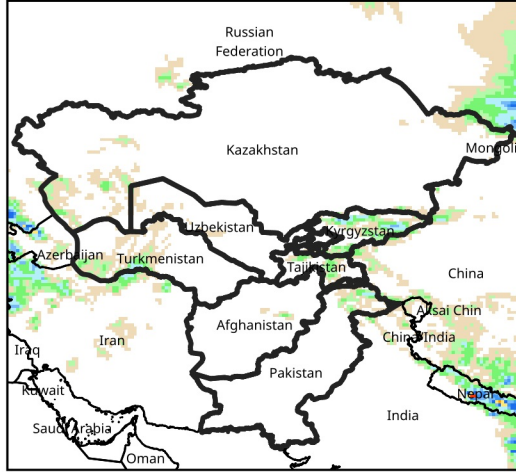 Russian
Federation
Kazakhstan
Mongoli
Uzbekistan
Kyrgyzstan
Azerbaijan
Turkmenistan
Tajikistan
China
Aksai Chin
Afghanistan
China/India
Iran
Iraq
Pakistan
Kuwait
Nepal
India
Saudi Arabia
Oman